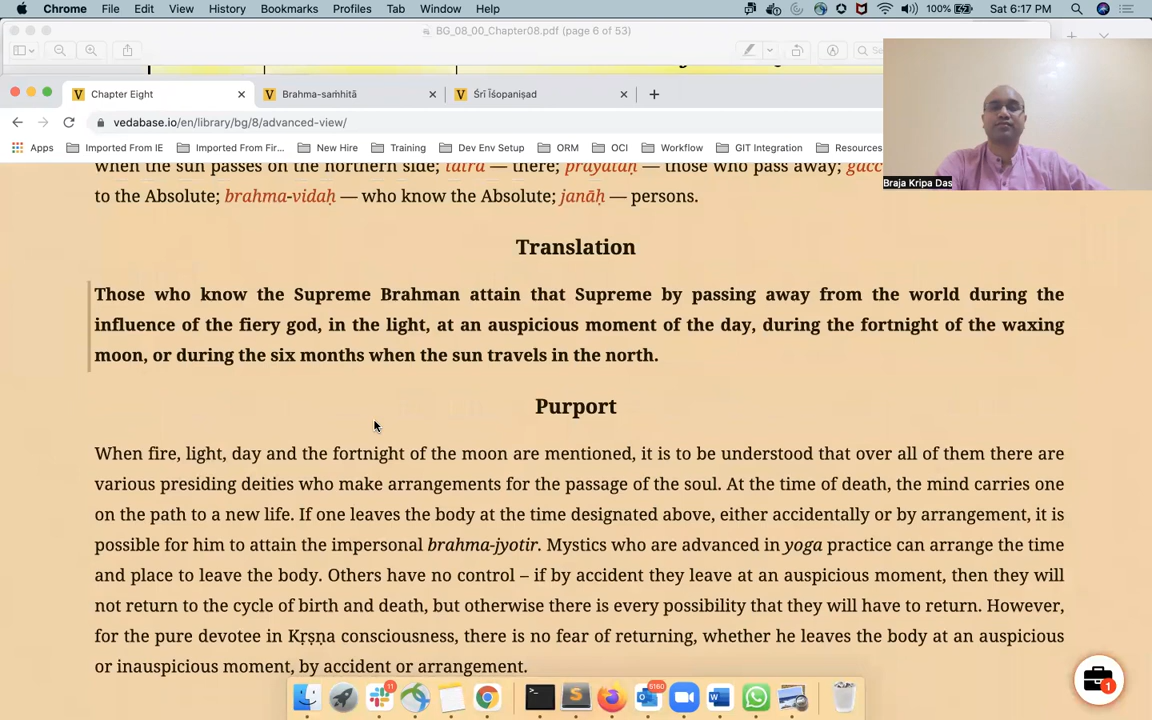 Chrome File Edit View History Bookmarks Profiles Tab Window Help 100% Sat 6:17 PM
BG_08_00_Chapter08.pdf (page 6 of 53)
Chapter Eight
Brahma-saṁhitā
Śrī Īśopaniṣad
vedabase.io/en/library/bg/8/advanced-view/
Apps Imported From IE Imported From Fir... New Hire Training Dev Env Setup ORM OCI Workflow GIT Integration Resources
Braja Kripa Das
when the sun passes on the northern side; tatra — there; prayātāḥ — those who pass away; gacc
to the Absolute; brahma-vidaḥ — who know the Absolute; janāḥ — persons.
Translation
Those who know the Supreme Brahman attain that Supreme by passing away from the world during the
influence of the fiery god, in the light, at an auspicious moment of the day, during the fortnight of the waxing
moon, or during the six months when the sun travels in the north.
Purport
When fire, light, day and the fortnight of the moon are mentioned, it is to be understood that over all of them there are
various presiding deities who make arrangements for the passage of the soul. At the time of death, the mind carries one
on the path to a new life. If one leaves the body at the time designated above, either accidentally or by arrangement, it is
possible for him to attain the impersonal brahma-jyotir. Mystics who are advanced in yoga practice can arrange the time
and place to leave the body. Others have no control – if by accident they leave at an auspicious moment, then they will
not return to the cycle of birth and death, but otherwise there is every possibility that they will have to return. However,
for the pure devotee in Kṛṣṇa consciousness, there is no fear of returning, whether he leaves the body at an auspicious
or inauspicious moment, by accident or arrangement.
1
11
5160